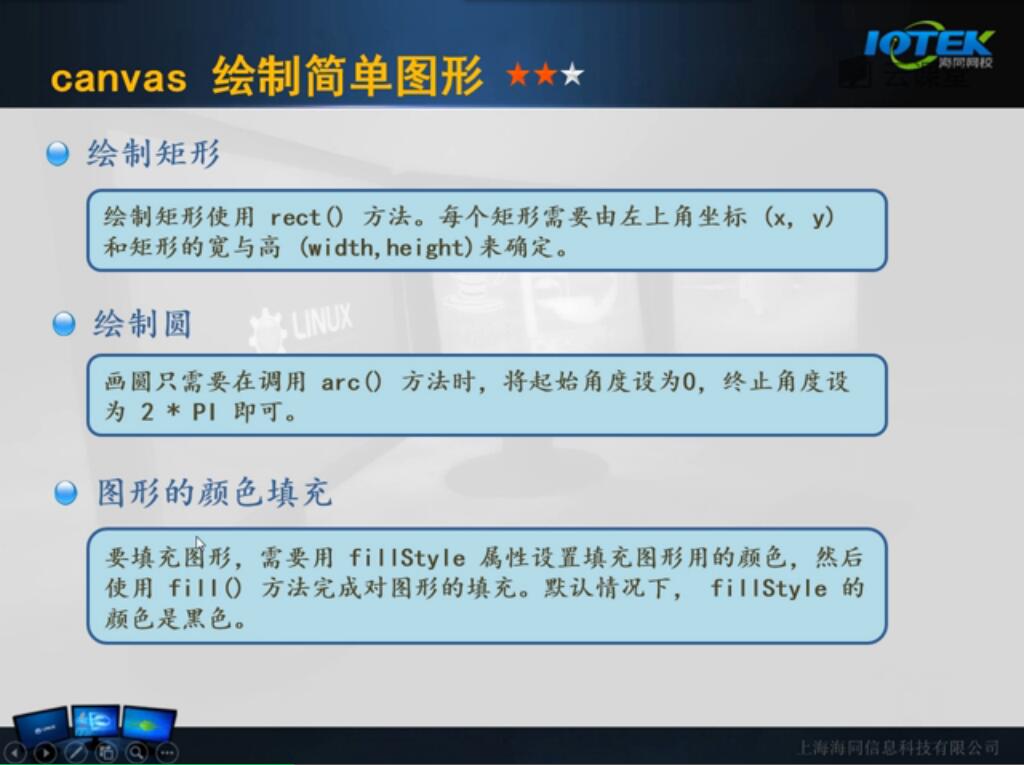 canvas 绘制简单图形
IOTEK
海同网校
云课堂
绘制矩形
绘制矩形使用 rect() 方法。每个矩形需要由左上角坐标 (x, y)
和矩形的宽与高 (width,height)来确定。
LINUX
绘制圆
画圆只需要在调用 arc() 方法时，将起始角度设为0，终止角度设
为 2 * PI 即可。
图形的颜色填充
要填充图形，需要用 fillStyle 属性设置填充图形用的颜色，然后
使用 fill() 方法完成对图形的填充。默认情况下， fillStyle 的
颜色是黑色。
上海海同信息科技有限公司